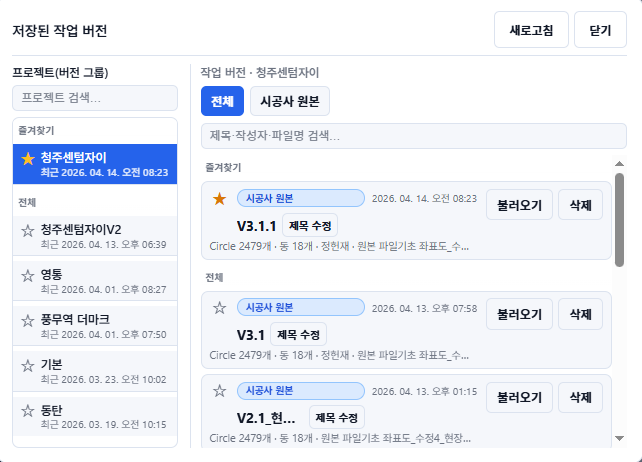 저장된 작업 버전
새로고침
닫기
프로젝트(버전 그룹)
프로젝트 검색...
즐겨찾기
청주센텀자이
최근 2026. 04. 14. 오전 08:23
전체
청주센텀자이V2
최근 2026. 04. 13. 오후 06:39
영통
최근 2026. 04. 01. 오후 08:27
풍무역 더마크
최근 2026. 04. 01. 오후 07:50
기본
최근 2026. 03. 23. 오전 10:02
동탄
최근 2026. 03. 19. 오전 10:15
작업 버전 · 청주센텀자이
전체
시공사 원본
제목·작성자·파일명 검색...
즐겨찾기
시공사 원본
2026. 04. 14. 오전 08:23
불러오기
삭제
V3.1.1
제목 수정
Circle 2479개 · 동 18개 · 정현재 · 원본 파일기초 좌표도_수...
전체
시공사 원본
2026. 04. 13. 오후 07:58
불러오기
삭제
V3.1
제목 수정
Circle 2479개 · 동 18개 · 정현재 · 원본 파일기초 좌표도_수...
시공사 원본
2026. 04. 13. 오후 01:15
불러오기
삭제
V2.1_현...
제목 수정
Circle 2479개 · 동 18개 · 원본 파일기초 좌표도_수정4_현장...